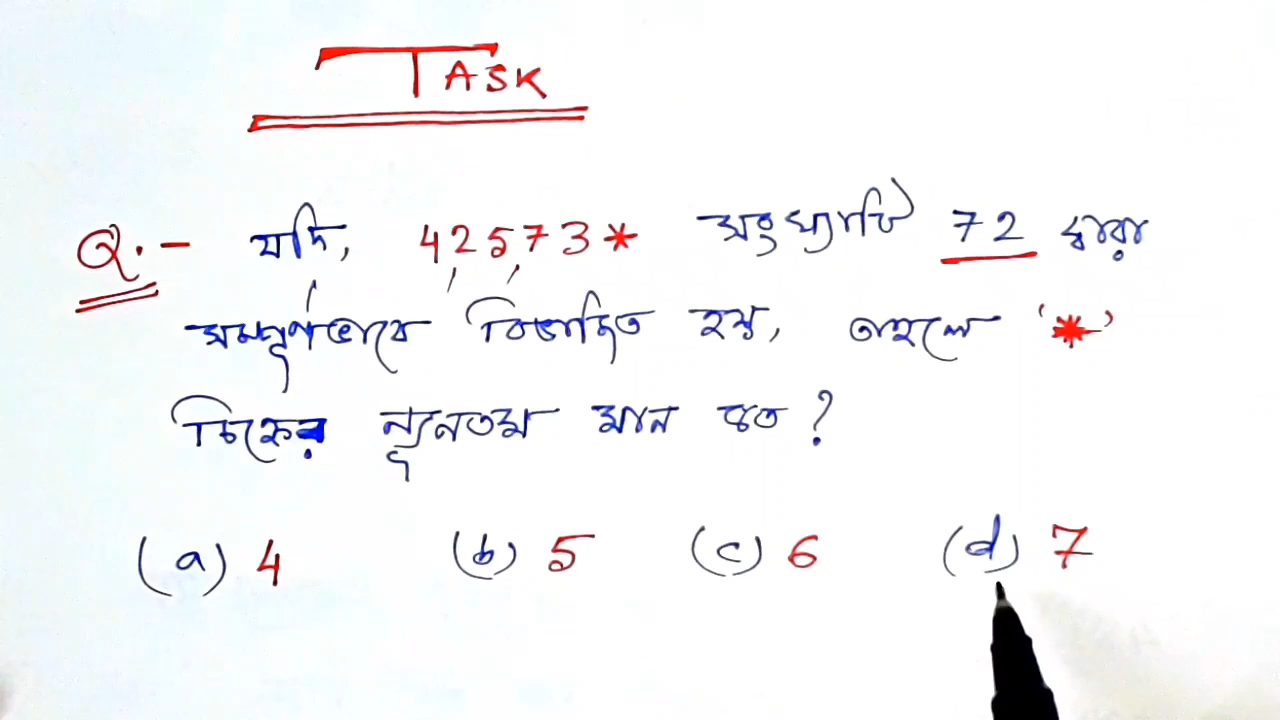 TASK
Q.- যদি, 42573* সংখ্যাটি 72 দ্বারা
সম্পূর্ণভাবে বিভাজিত হয়, তাহলে '*'
চিহ্নের ন্যূনতম মান কত ?
(a) 4 (b) 5 (c) 6 (d) 7